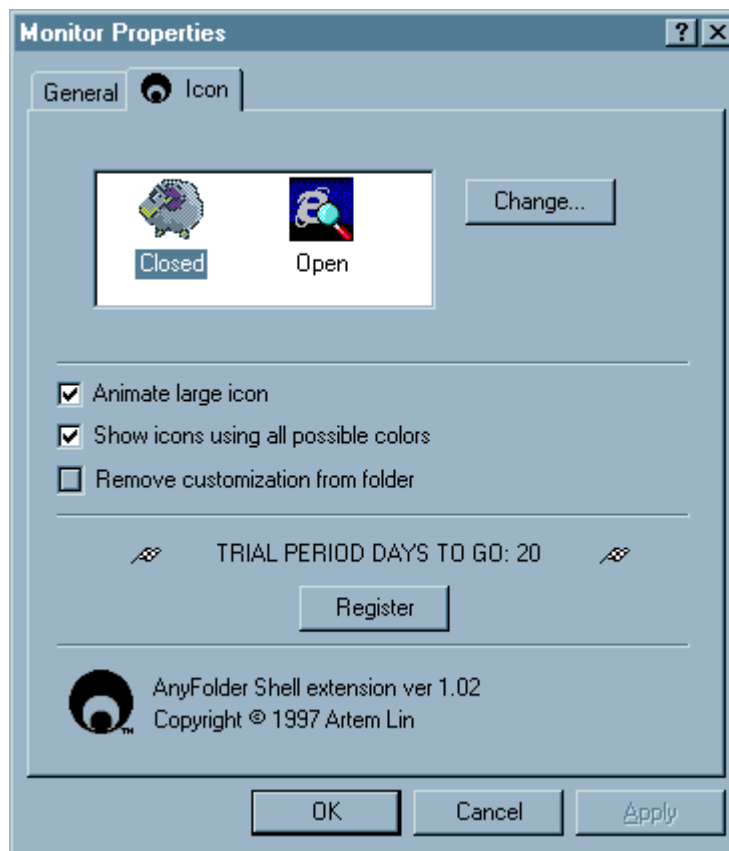 Monitor Properties
General
Icon
Closed
Open
Change...
Animate large icon
Show icons using all possible colors
Remove customization from folder
TRIAL PERIOD DAYS TO GO: 20
Register
AnyFolder Shell extension ver 1.02
Copyright © 1997 Artem Lin
TM
OK
Cancel
Apply